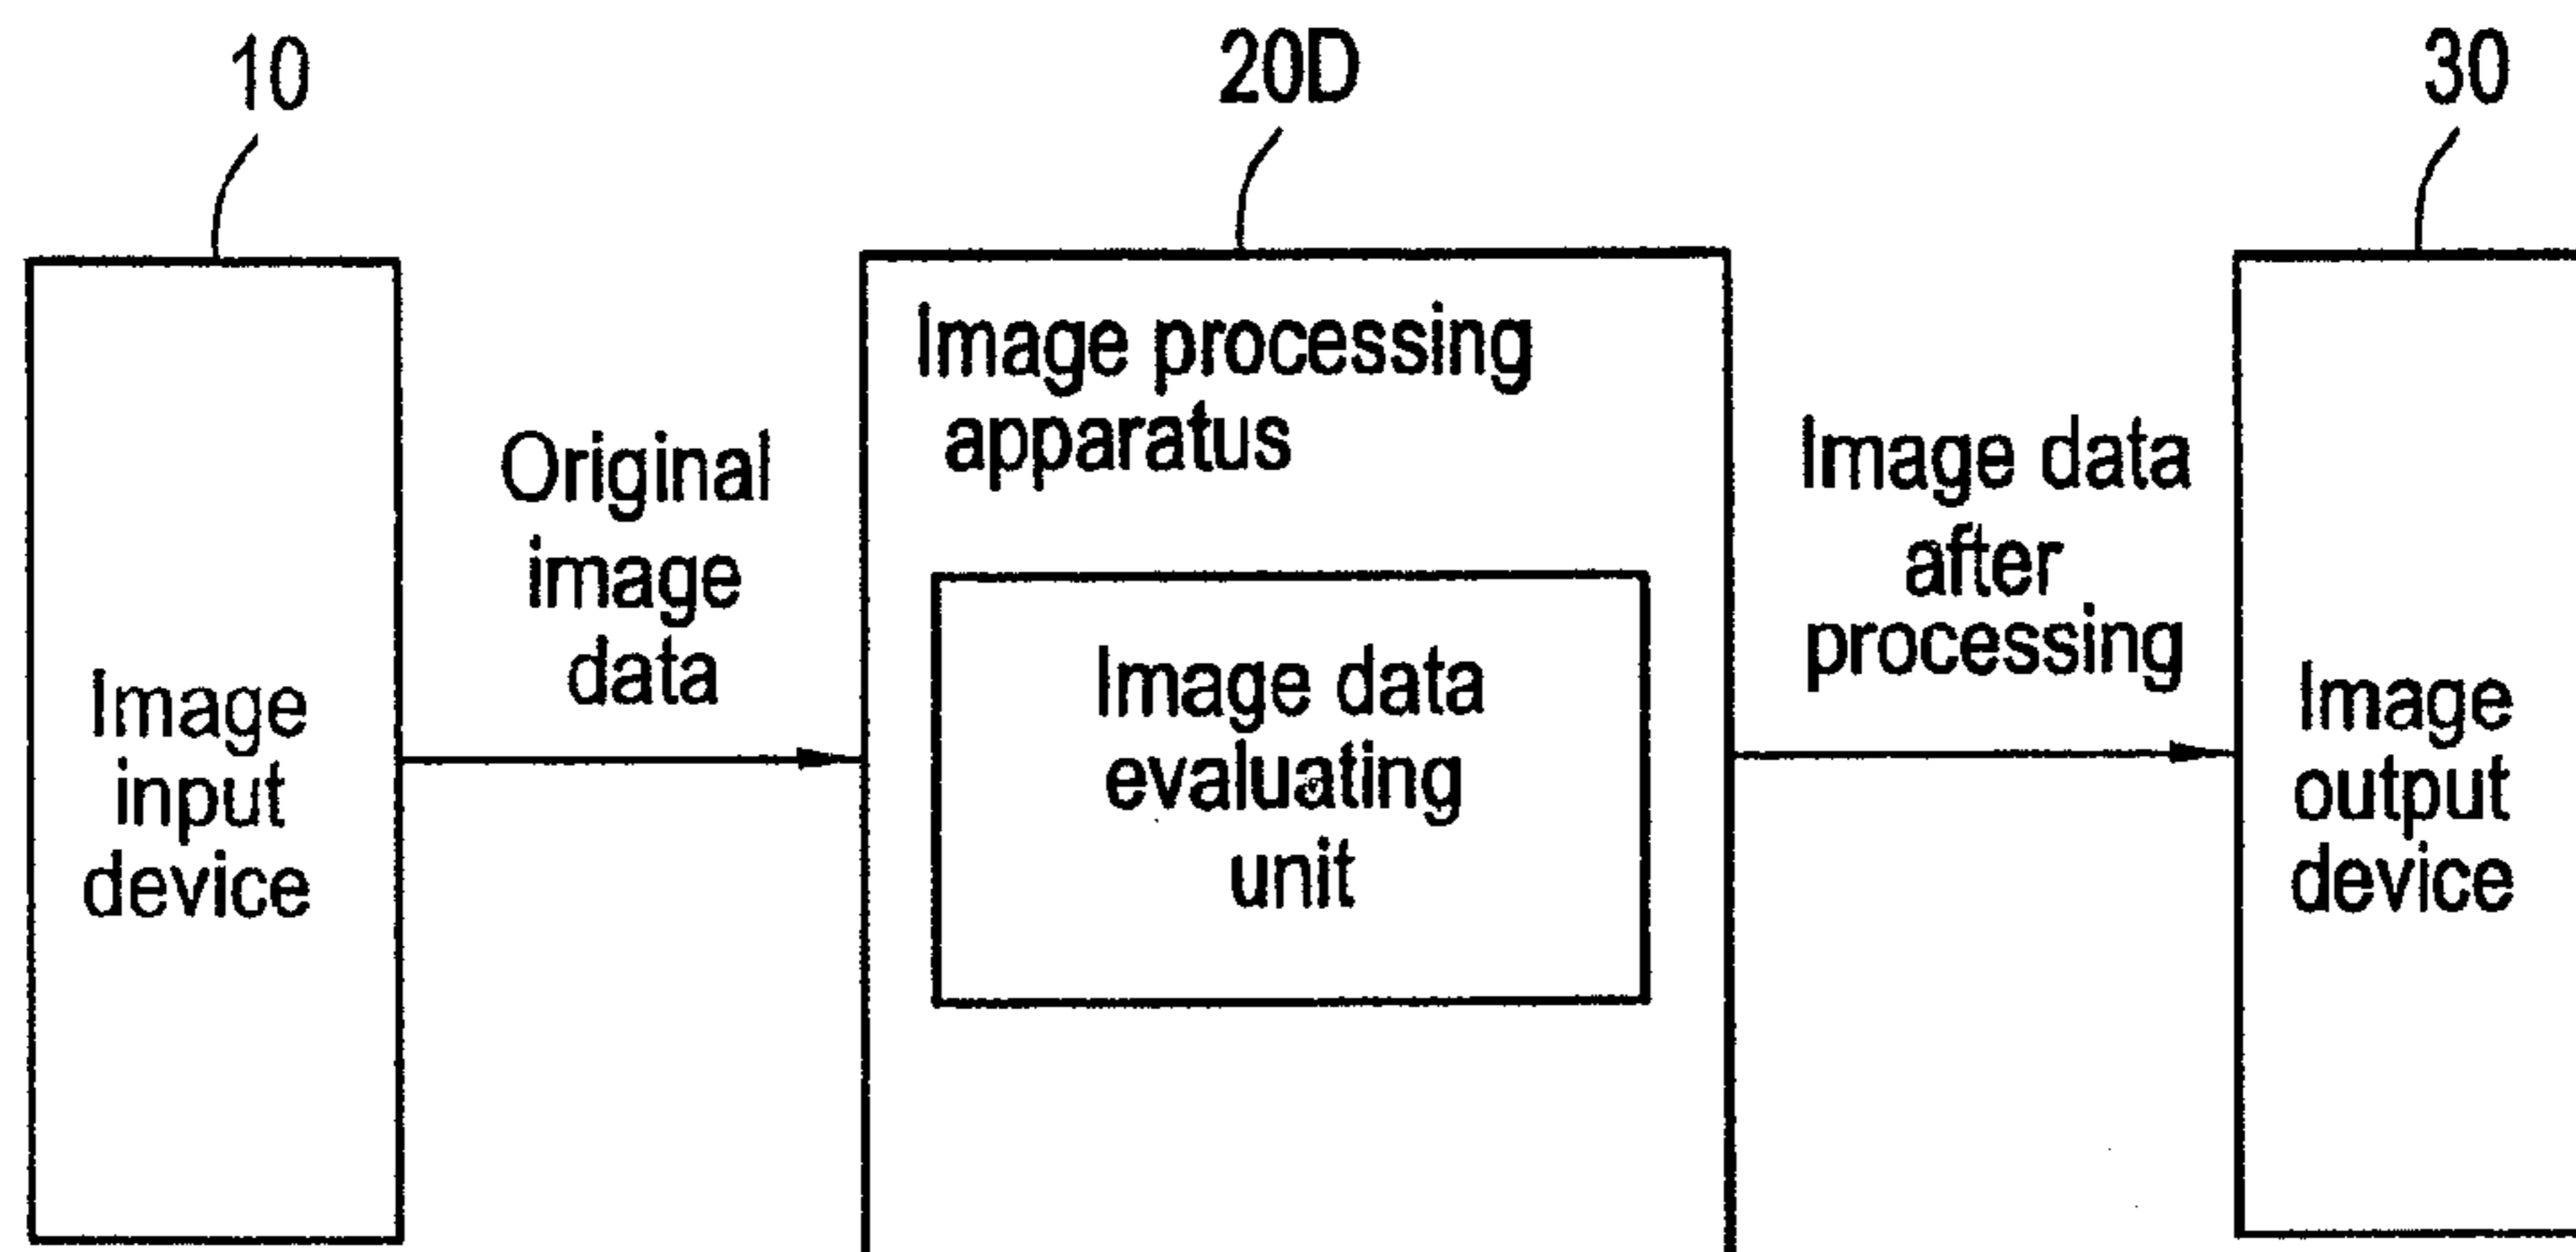 10
20D
30
Image
input
device
Original
image
data
Image processing
apparatus
Image data
evaluating
unit
Image data
after
processing
Image
output
device